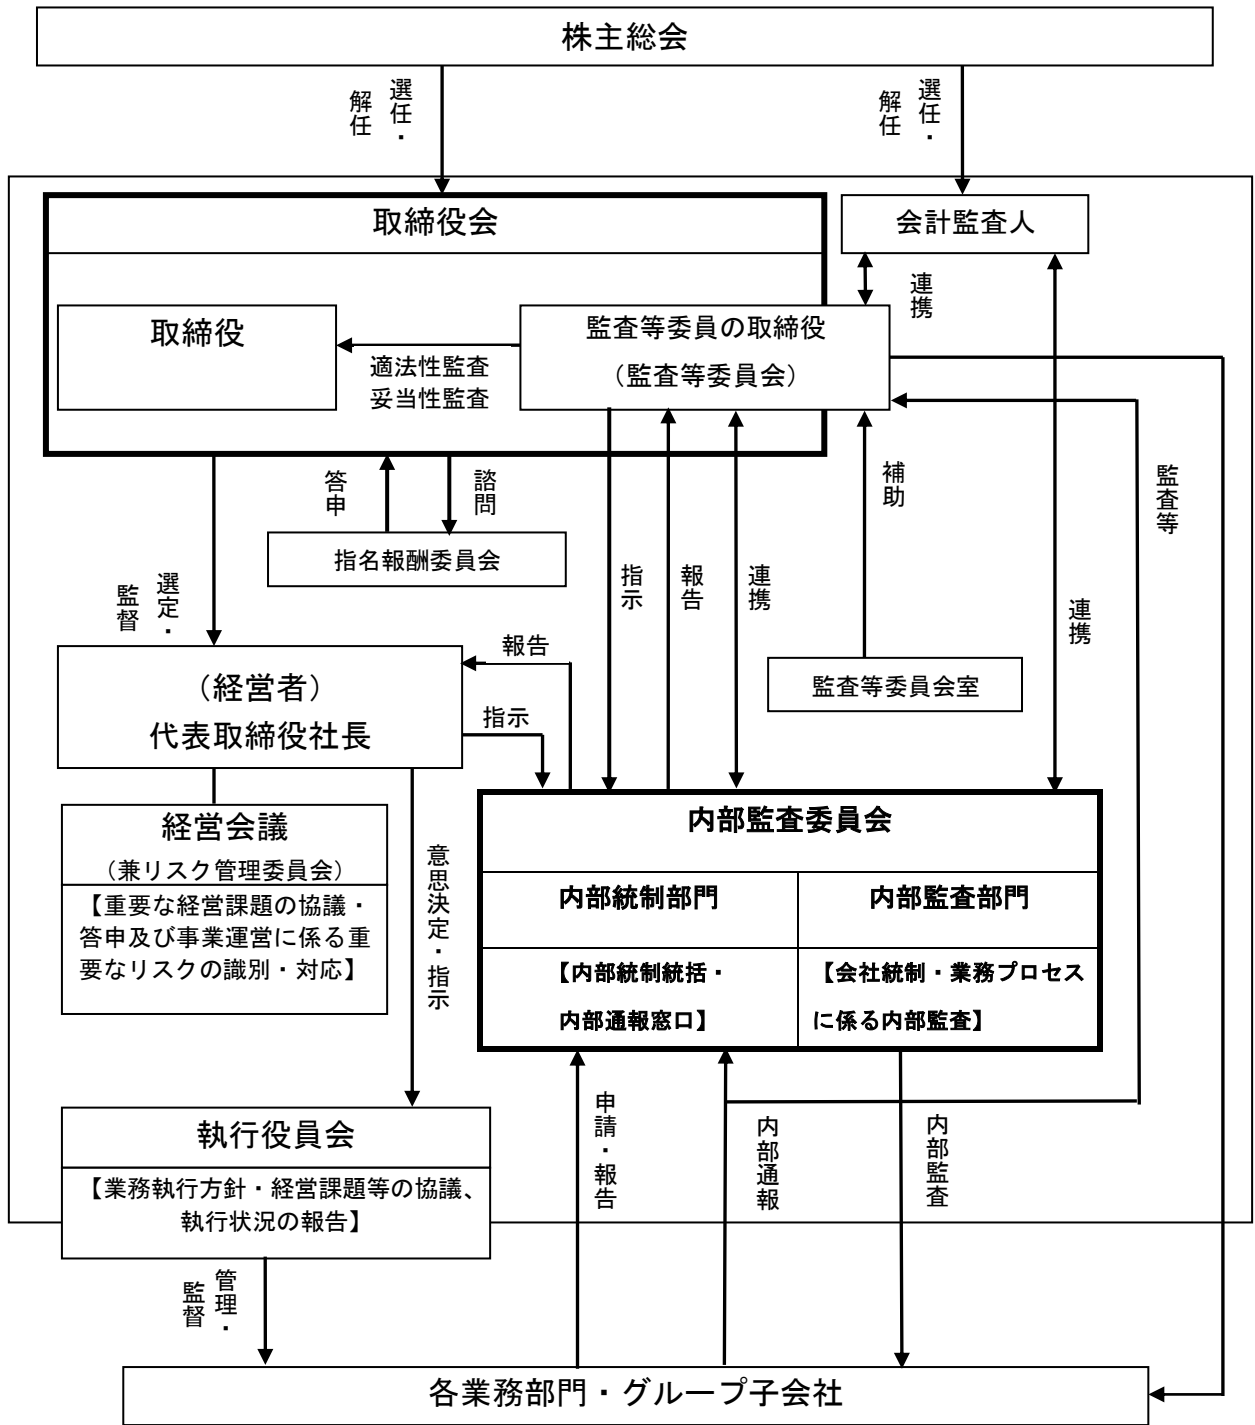 株主総会
選任・
解任
選任・
解任
取締役会
会計監査人
連携
取締役
監査等委員の取締役
（監査等委員会）
適法性監査
妥当性監査
答申
諮問
補助
監査等
指名報酬委員会
選定・
監督
指示
報告
連携
連携
報告
（経営者）
代表取締役社長
指示
監査等委員会室
経営会議
（兼リスク管理委員会）
【重要な経営課題の協議・
答申及び事業運営に係る重
要なリスクの識別・対応】
意思決定・指示
内部監査委員会
内部統制部門
内部監査部門
【内部統制統括・
内部通報窓口】
【会社統制・業務プロセス
に係る内部監査】
執行役員会
【業務執行方針・経営課題等の協議、
執行状況の報告】
申請・報告
内部通報
内部監査
管理・
監督
各業務部門・グループ子会社